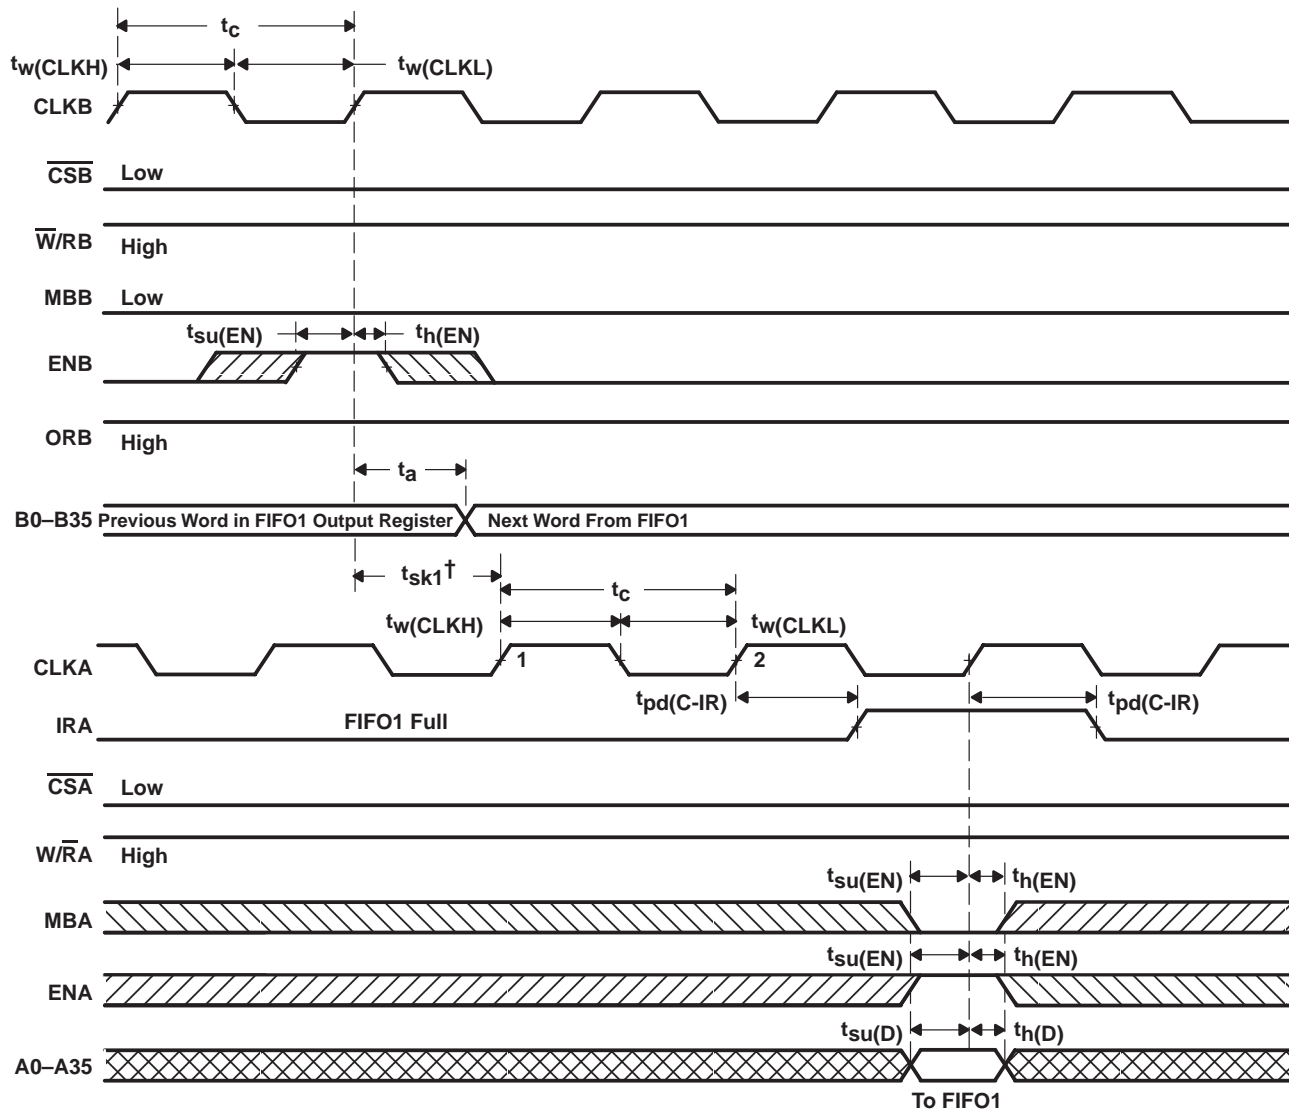 tc
tw(CLKH)
tw(CLKL)
CLKB
CSB
Low
W/RB
High
MBB
Low
tsu(EN)
th(EN)
ENB
ORB
High
ta
B0–B35
Previous Word in FIFO1 Output Register
Next Word From FIFO1
tsk1†
tc
tw(CLKH)
tw(CLKL)
CLKA
1
2
tpd(C-IR)
tpd(C-IR)
IRA
FIFO1 Full
CSA
Low
W/RA
High
tsu(EN)
th(EN)
MBA
tsu(EN)
th(EN)
ENA
tsu(D)
th(D)
A0–A35
To FIFO1